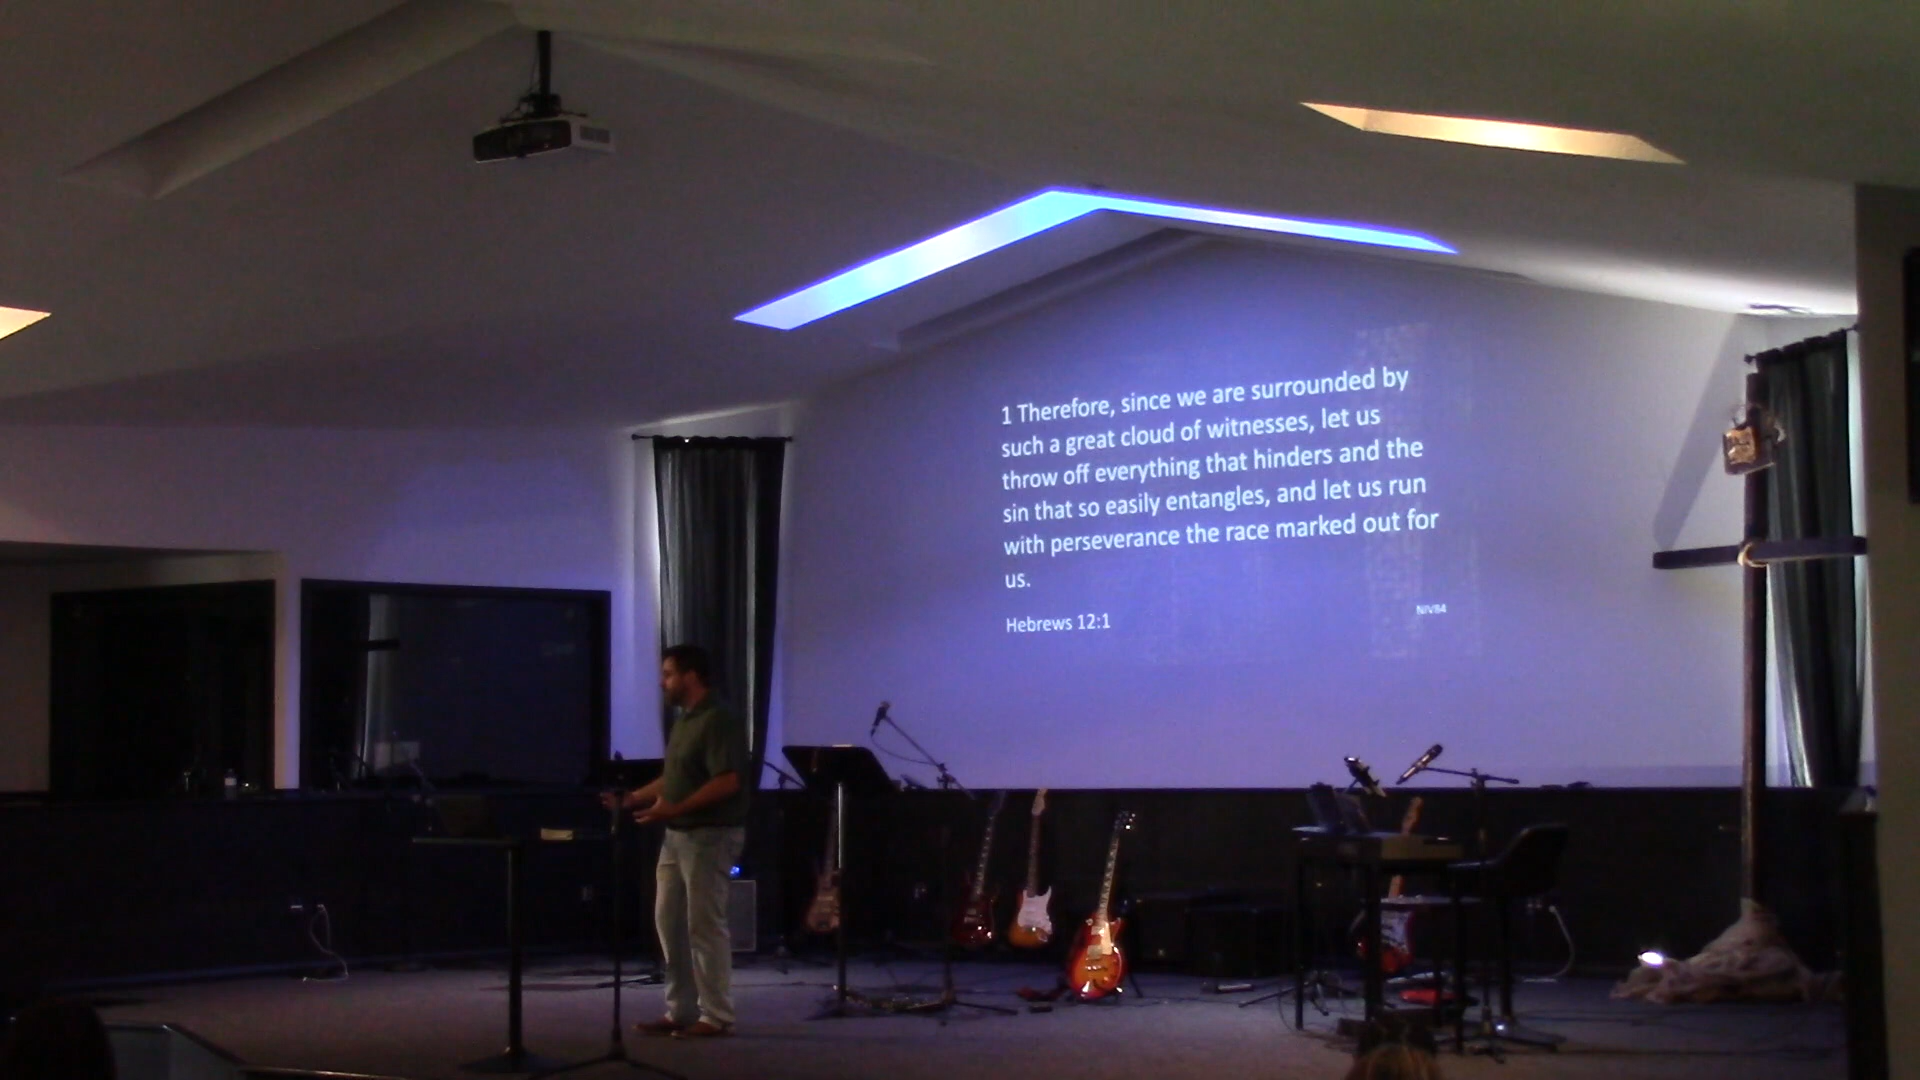 1 Therefore, since we are surrounded by
such a great cloud of witnesses, let us
throw off everything that hinders and the
sin that so easily entangles, and let us run
with perseverance the race marked out for
us.
Hebrews 12:1
NIV84